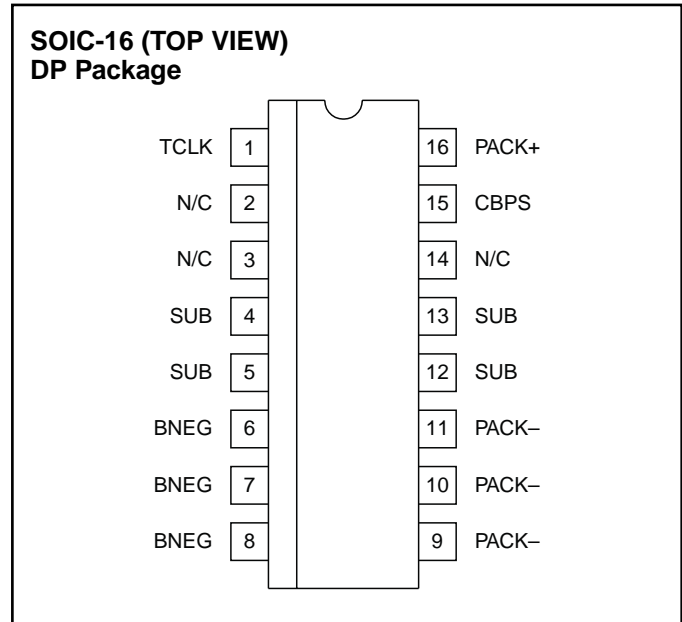 SOIC-16 (TOP VIEW)
DP Package
TCLK 1 16 PACK+
N/C 2 15 CBPS
N/C 3 14 N/C
SUB 4 13 SUB
SUB 5 12 SUB
BNEG 6 11 PACK–
BNEG 7 10 PACK–
BNEG 8 9 PACK–